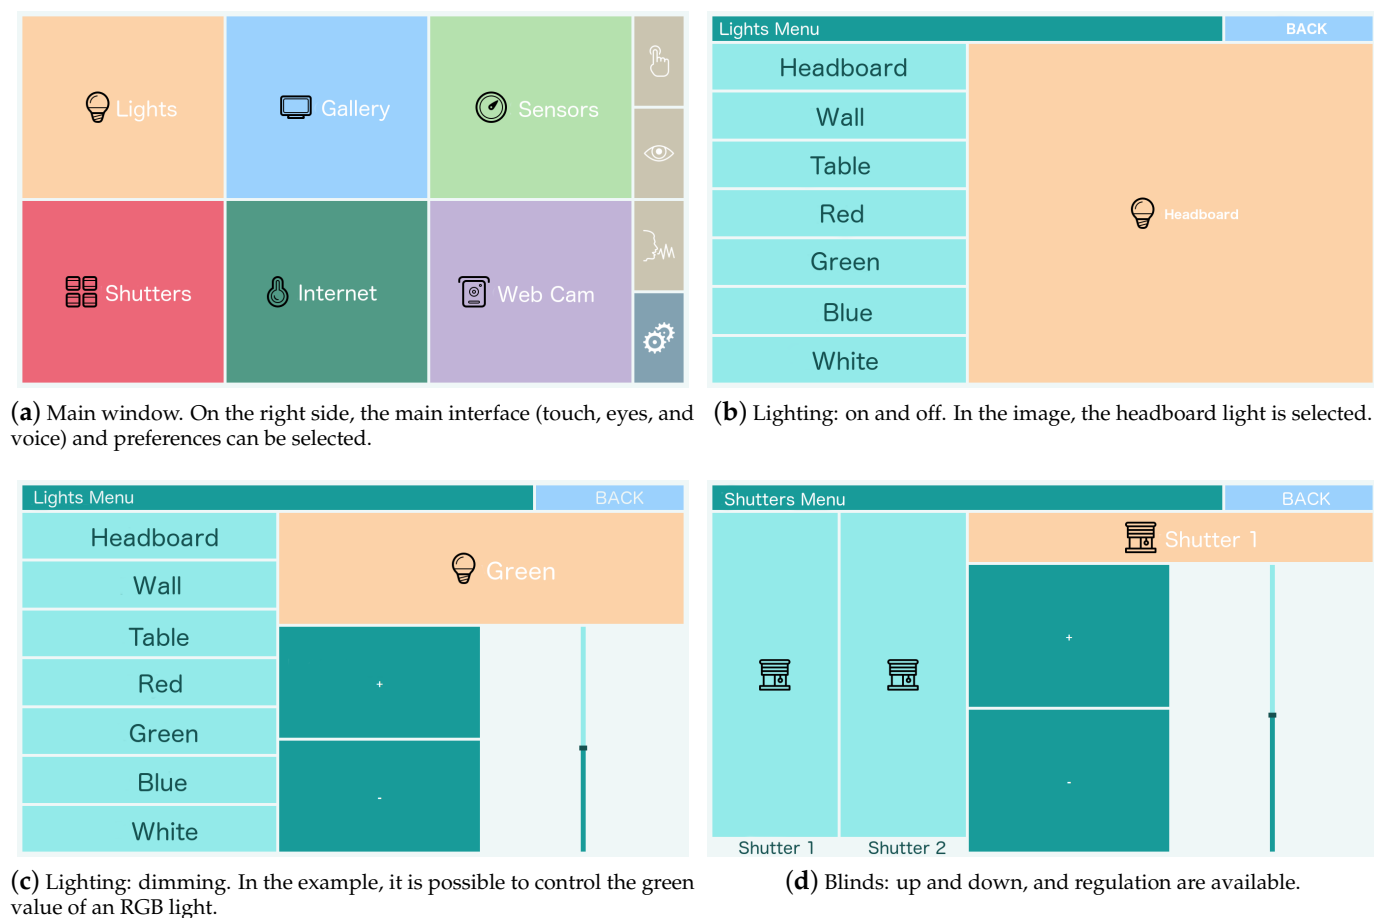 Lights
Gallery
Sensors
Shutters
Internet
Web Cam
(a) Main window. On the right side, the main interface (touch, eyes, and
voice) and preferences can be selected.
Lights Menu
BACK
Headboard
Wall
Table
Red
Green
Blue
White
Headboard
(b) Lighting: on and off. In the image, the headboard light is selected.
Lights Menu
BACK
Headboard
Wall
Table
Red
Green
Blue
White
Green
+
-
(c) Lighting: dimming. In the example, it is possible to control the green
value of an RGB light.
Shutters Menu
BACK
Shutter 1
Shutter 2
Shutter 1
+
-
(d) Blinds: up and down, and regulation are available.